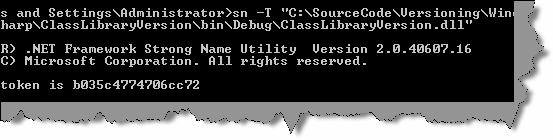 s and Settings\Administrator>sn -T "C:\SourceCode\Versioning\Win
harp\ClassLibraryVersion\bin\Debug\ClassLibraryVersion.dll"
R) .NET Framework Strong Name Utility Version 2.0.40607.16
C) Microsoft Corporation. All rights reserved.
token is b035c4774706cc72